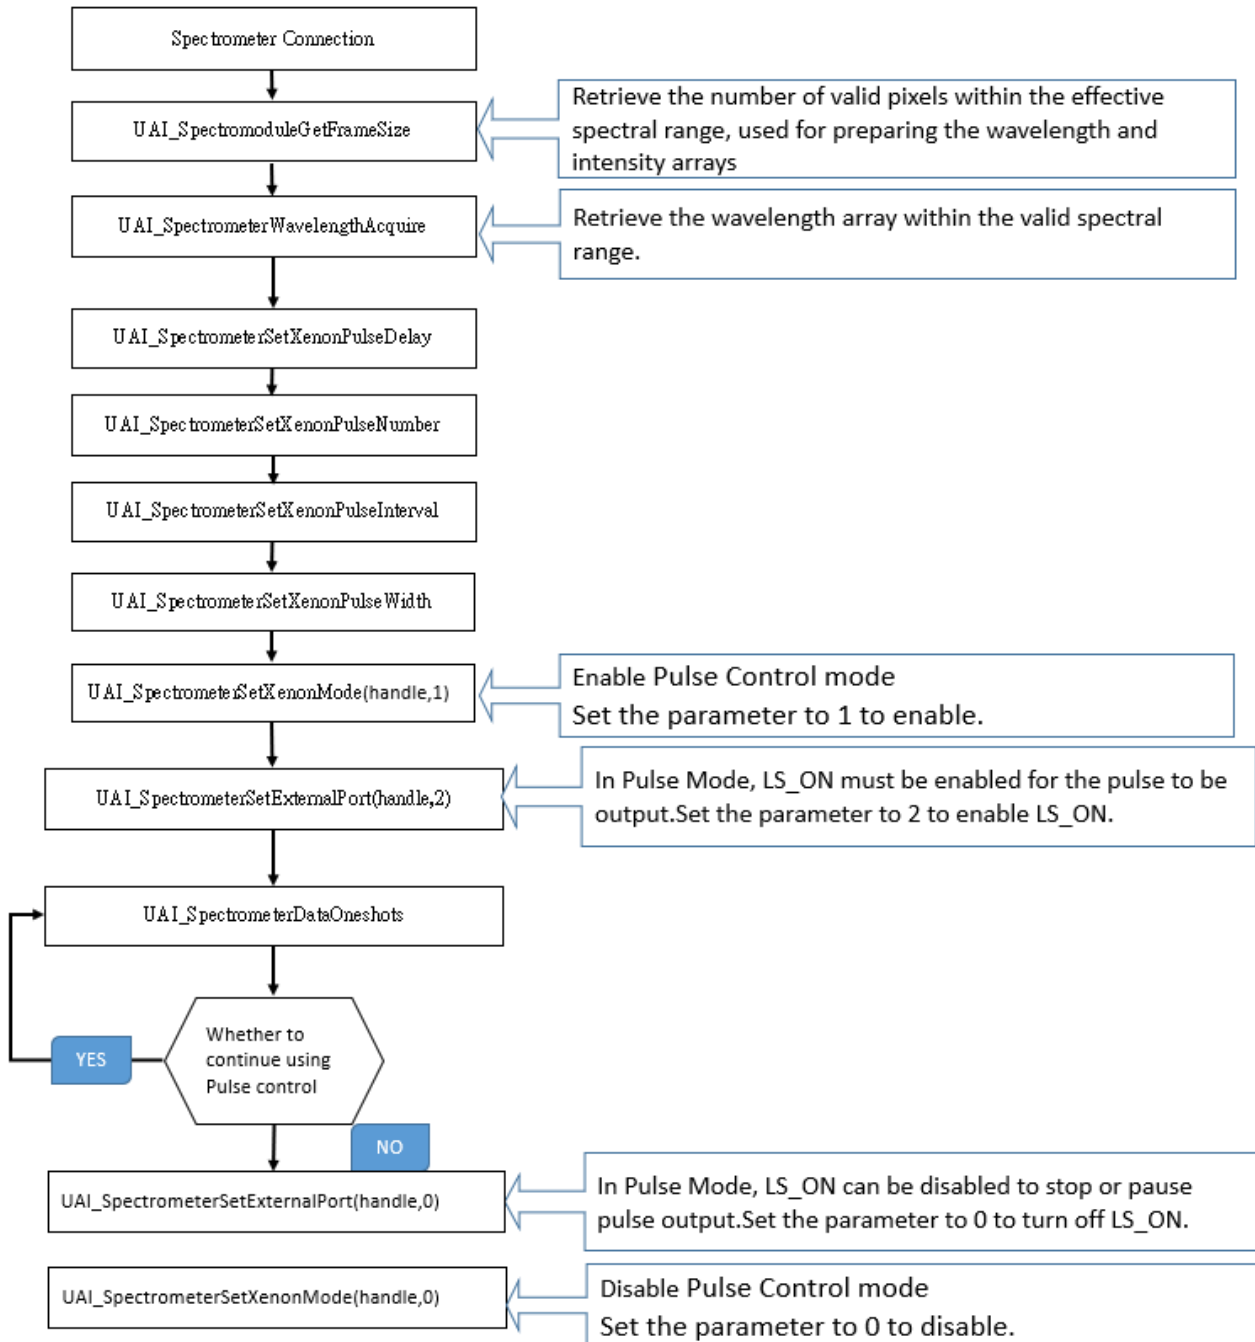 Spectrometer Connection
UAI_SpectromoduleGetFrameSize
Retrieve the number of valid pixels within the effective
spectral range, used for preparing the wavelength and
intensity arrays
UAI_SpectrometerWavelengthAcquire
Retrieve the wavelength array within the valid spectral
range.
UAI_SpectrometerSetXenonPulseDelay
UAI_SpectrometerSetXenonPulseNumber
UAI_SpectrometerSetXenonPulseInterval
UAI_SpectrometerSetXenonPulseWidth
UAI_SpectrometerSetXenonMode(handle,1)
Enable Pulse Control mode
Set the parameter to 1 to enable.
UAI_SpectrometerSetExternalPort(handle,2)
In Pulse Mode, LS_ON must be enabled for the pulse to be
output.Set the parameter to 2 to enable LS_ON.
UAI_SpectrometerDataOneshots
Whether to
continue using
Pulse control
YES
NO
UAI_SpectrometerSetExternalPort(handle,0)
In Pulse Mode, LS_ON can be disabled to stop or pause
pulse output.Set the parameter to 0 to turn off LS_ON.
UAI_SpectrometerSetXenonMode(handle,0)
Disable Pulse Control mode
Set the parameter to 0 to disable.